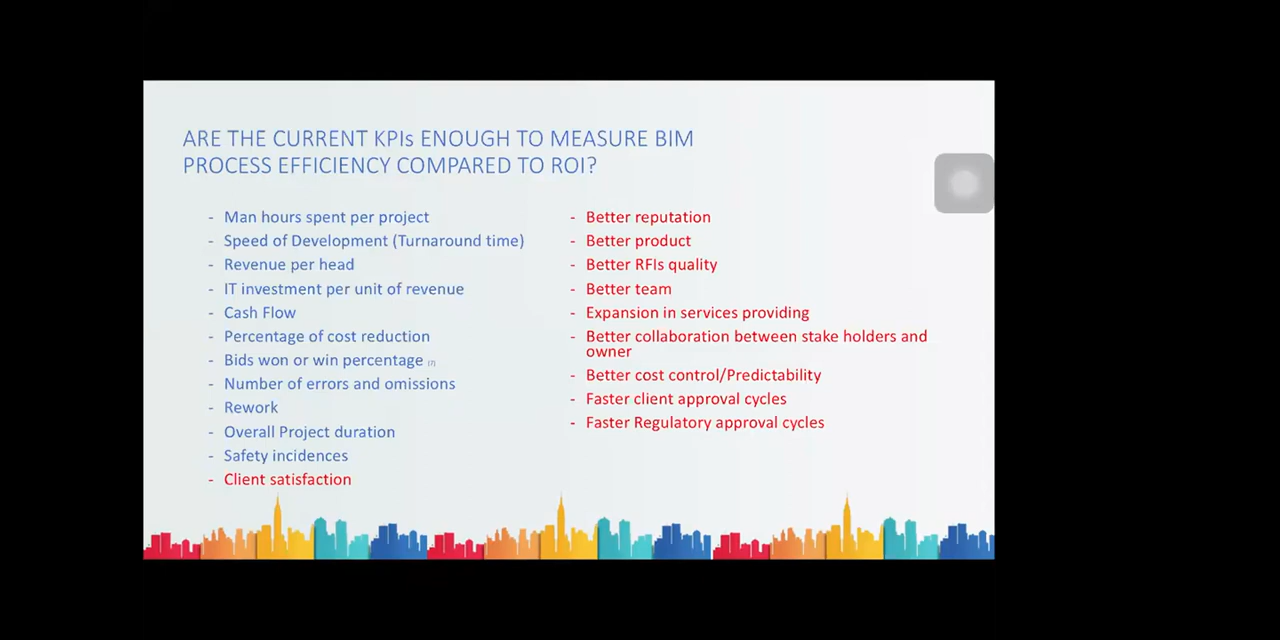 ARE THE CURRENT KPIs ENOUGH TO MEASURE BIM
PROCESS EFFICIENCY COMPARED TO ROI?
- Man hours spent per project
- Speed of Development (Turnaround time)
- Revenue per head
- IT investment per unit of revenue
- Cash Flow
- Percentage of cost reduction
- Bids won or win percentage (7)
- Number of errors and omissions
- Rework
- Overall Project duration
- Safety incidences
- Client satisfaction
- Better reputation
- Better product
- Better RFIs quality
- Better team
- Expansion in services providing
- Better collaboration between stake holders and
owner
- Better cost control/Predictability
- Faster client approval cycles
- Faster Regulatory approval cycles